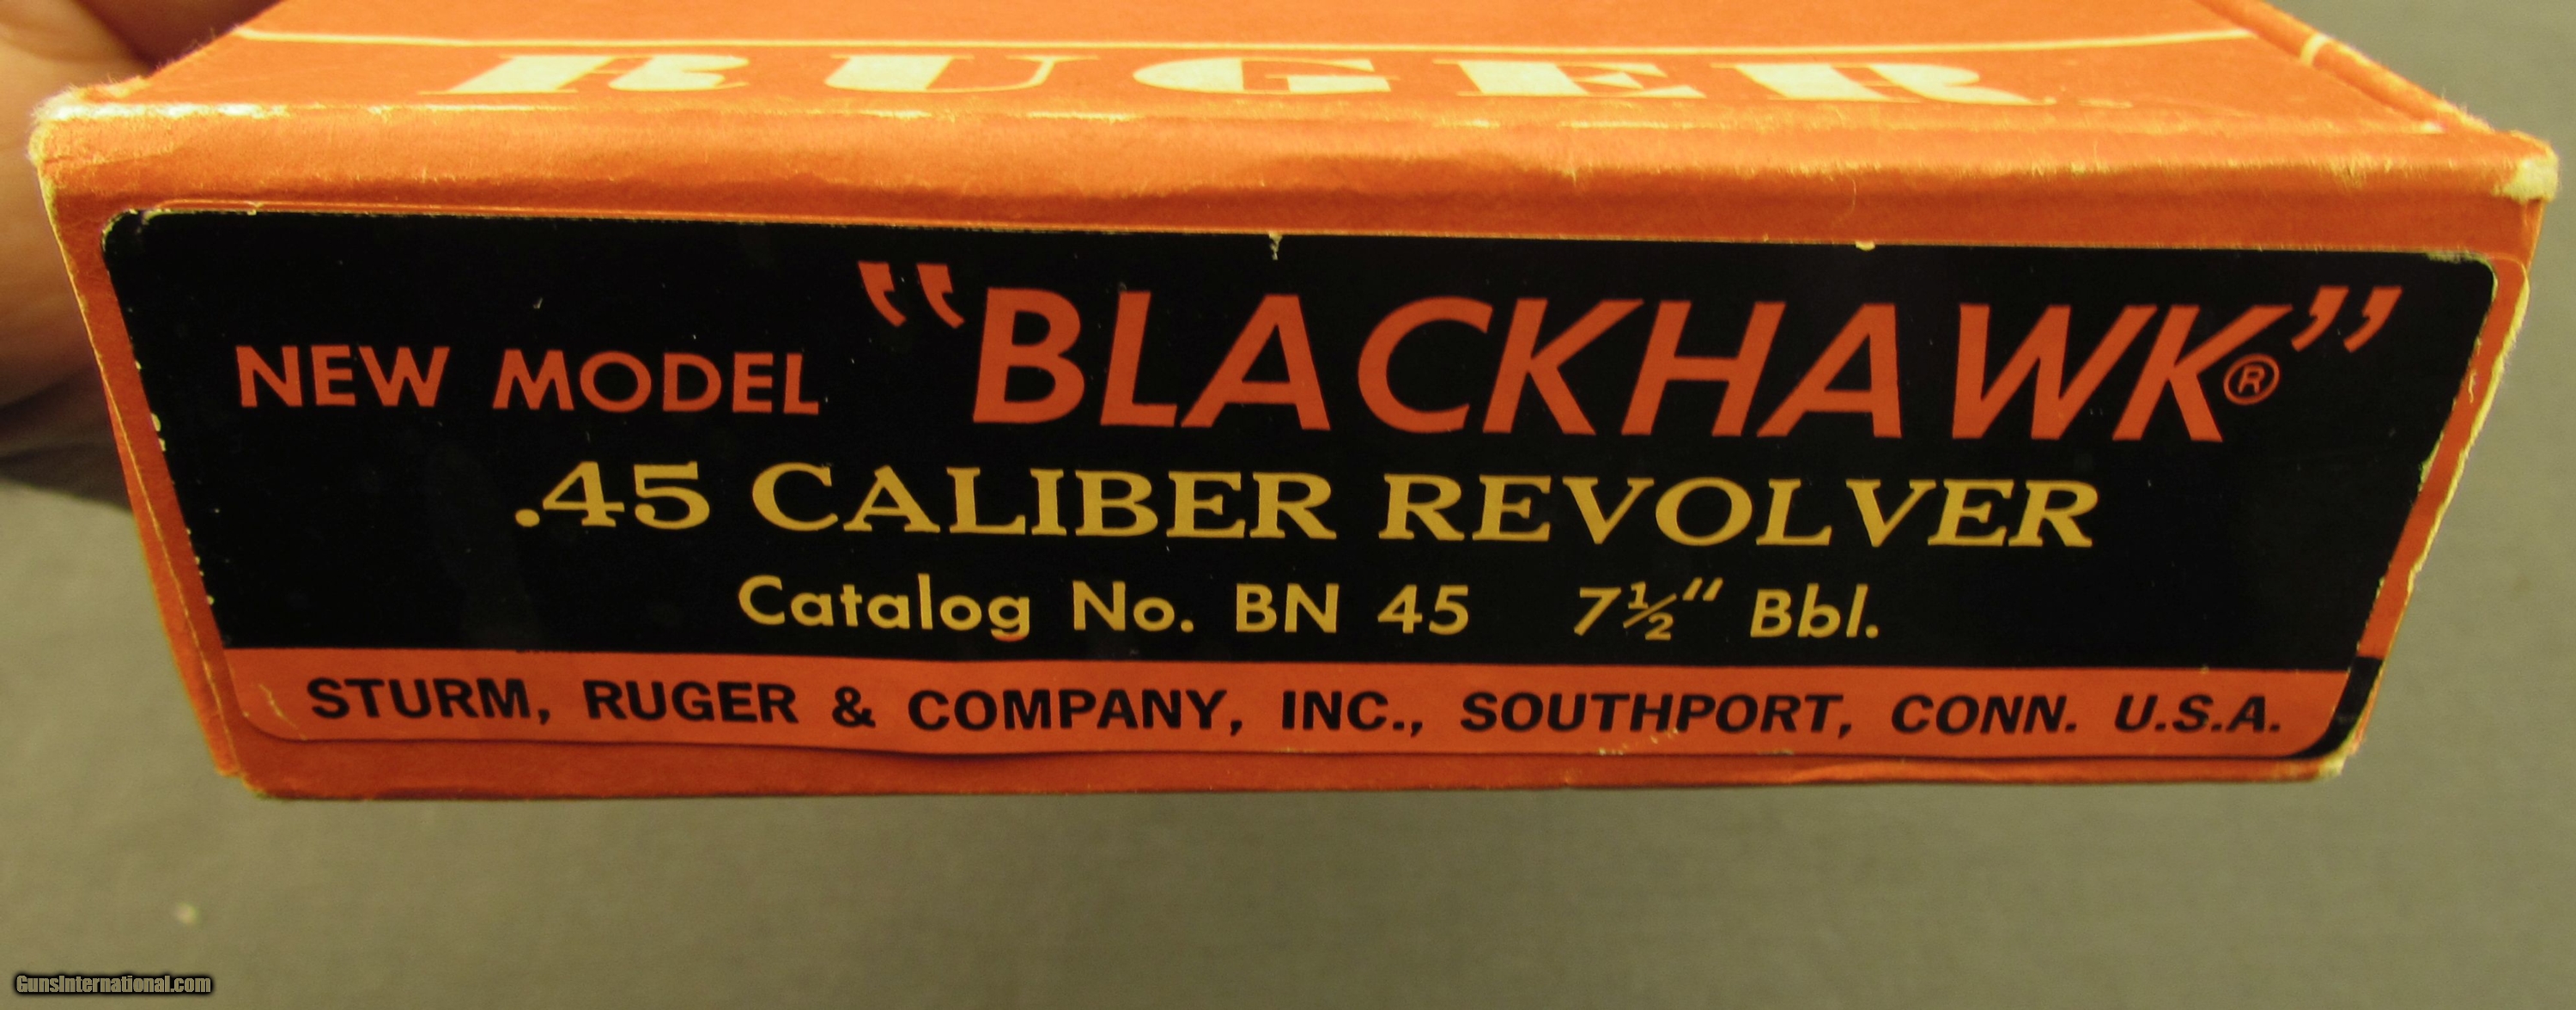 RUGER
NEW MODEL "BLACKHAWK"®
.45 CALIBER REVOLVER
Catalog No. BN 45 7½" Bbl.
STURM, RUGER & COMPANY, INC., SOUTHPORT, CONN. U.S.A.
GunsInternational.com